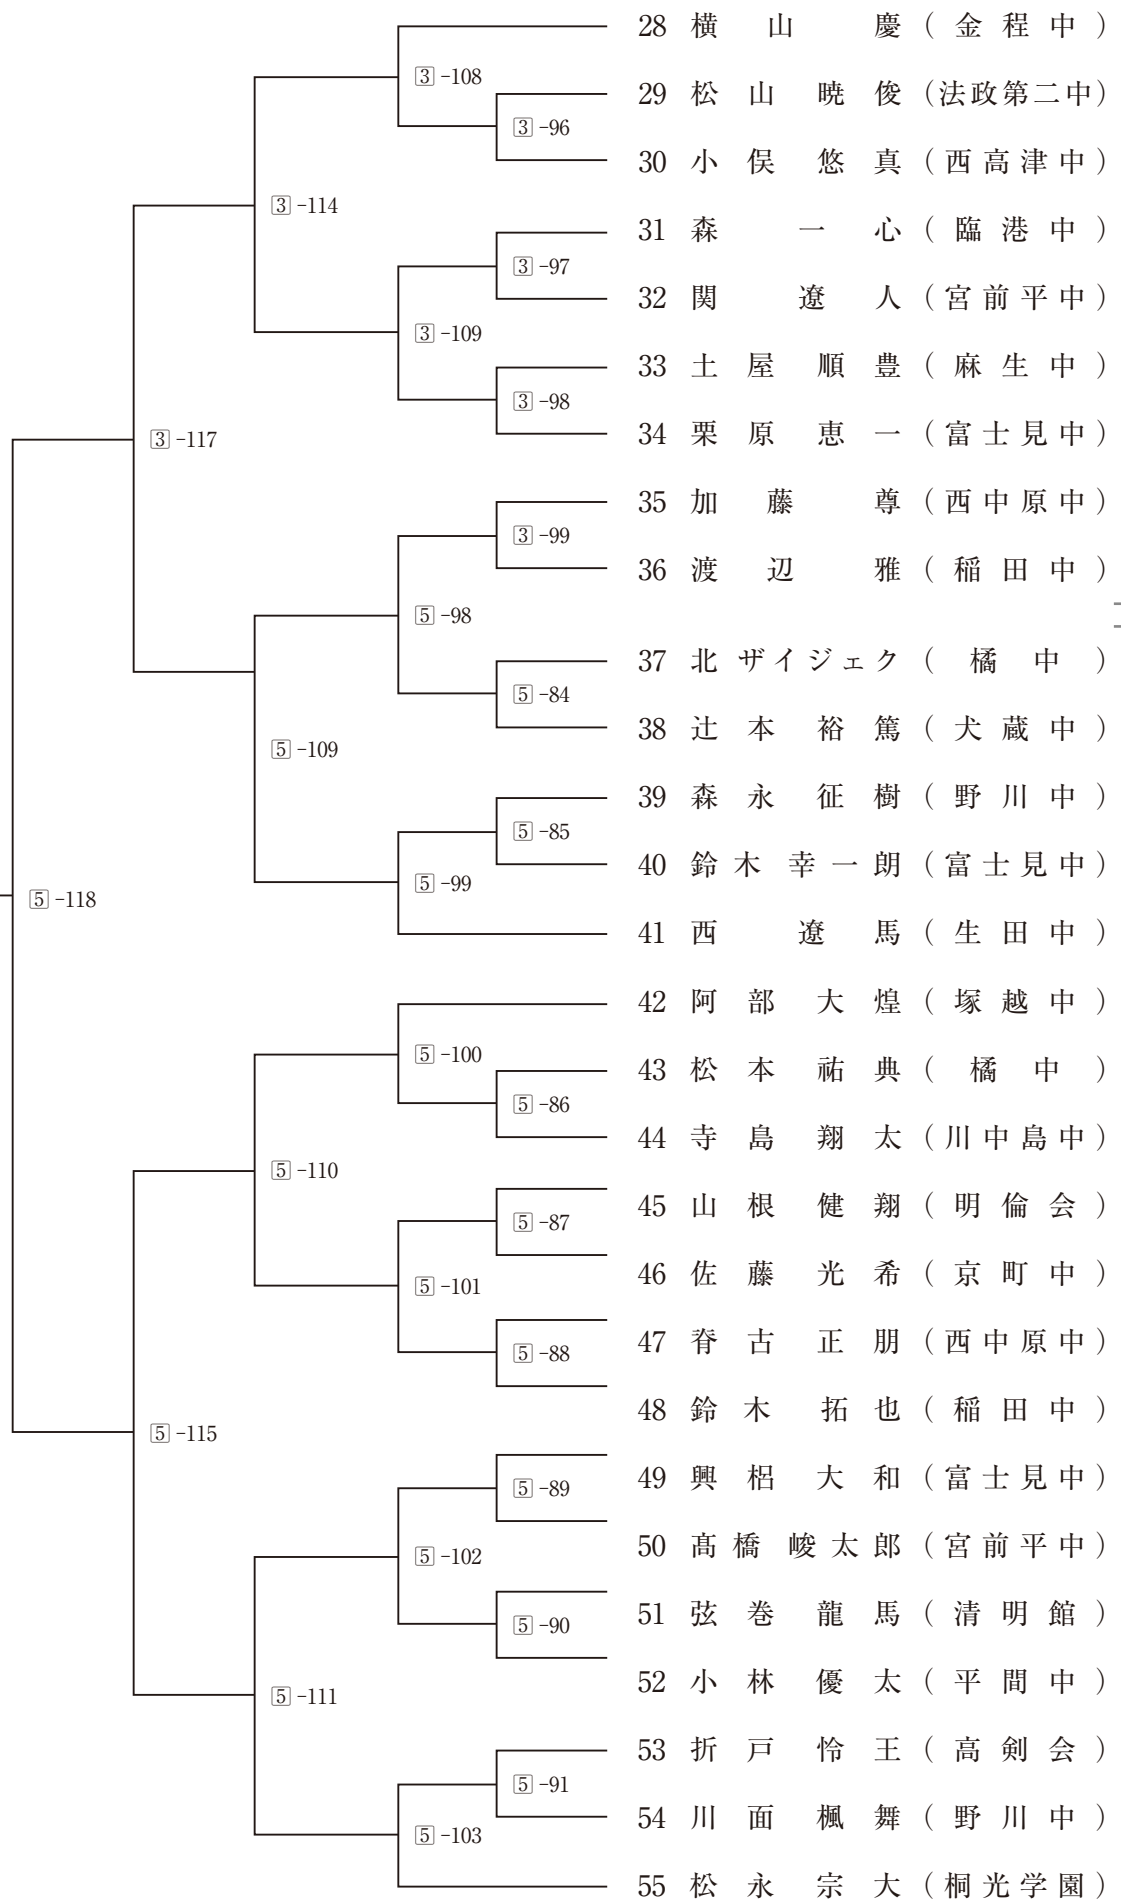 28 横山 慶 (金程中)
3-108
29 松山 暁俊 (法政第二中)
3-96
30 小俣 悠真 (西高津中)
3-114
31 森 一心 (臨港中)
3-97
32 関 遼人 (宮前平中)
3-109
33 土屋 順豊 (麻生中)
3-98
34 栗原 恵一 (富士見中)
3-117
35 加藤 尊 (西中原中)
3-99
36 渡辺 雅 (稲田中)
5-98
37 北 ザイジェク (橘中)
5-84
38 辻本 裕篤 (犬蔵中)
5-109
39 森永 征樹 (野川中)
5-85
40 鈴木 幸一朗 (富士見中)
5-99
5-118
41 西 遼馬 (生田中)
42 阿部 大煌 (塚越中)
5-100
43 松本 祐典 (橘中)
5-86
44 寺島 翔太 (川中島中)
5-110
45 山根 健翔 (明倫会)
5-87
46 佐藤 光希 (京町中)
5-101
47 脊古 正朋 (西中原中)
5-88
48 鈴木 拓也 (稲田中)
5-115
49 興梠 大和 (富士見中)
5-89
50 髙橋 峻太郎 (宮前平中)
5-102
51 弦巻 龍馬 (清明館)
5-90
52 小林 優太 (平間中)
5-111
53 折戸 怜王 (高剣会)
5-91
54 川面 楓舞 (野川中)
5-103
55 松永 宗大 (桐光学園)